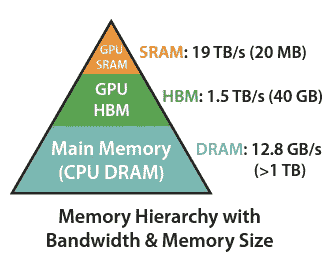 GPU
SRAM
SRAM: 19 TB/s (20 MB)
GPU
HBM
HBM: 1.5 TB/s (40 GB)
Main Memory
(CPU DRAM)
DRAM: 12.8 GB/s
(>1 TB)
Memory Hierarchy with
Bandwidth & Memory Size